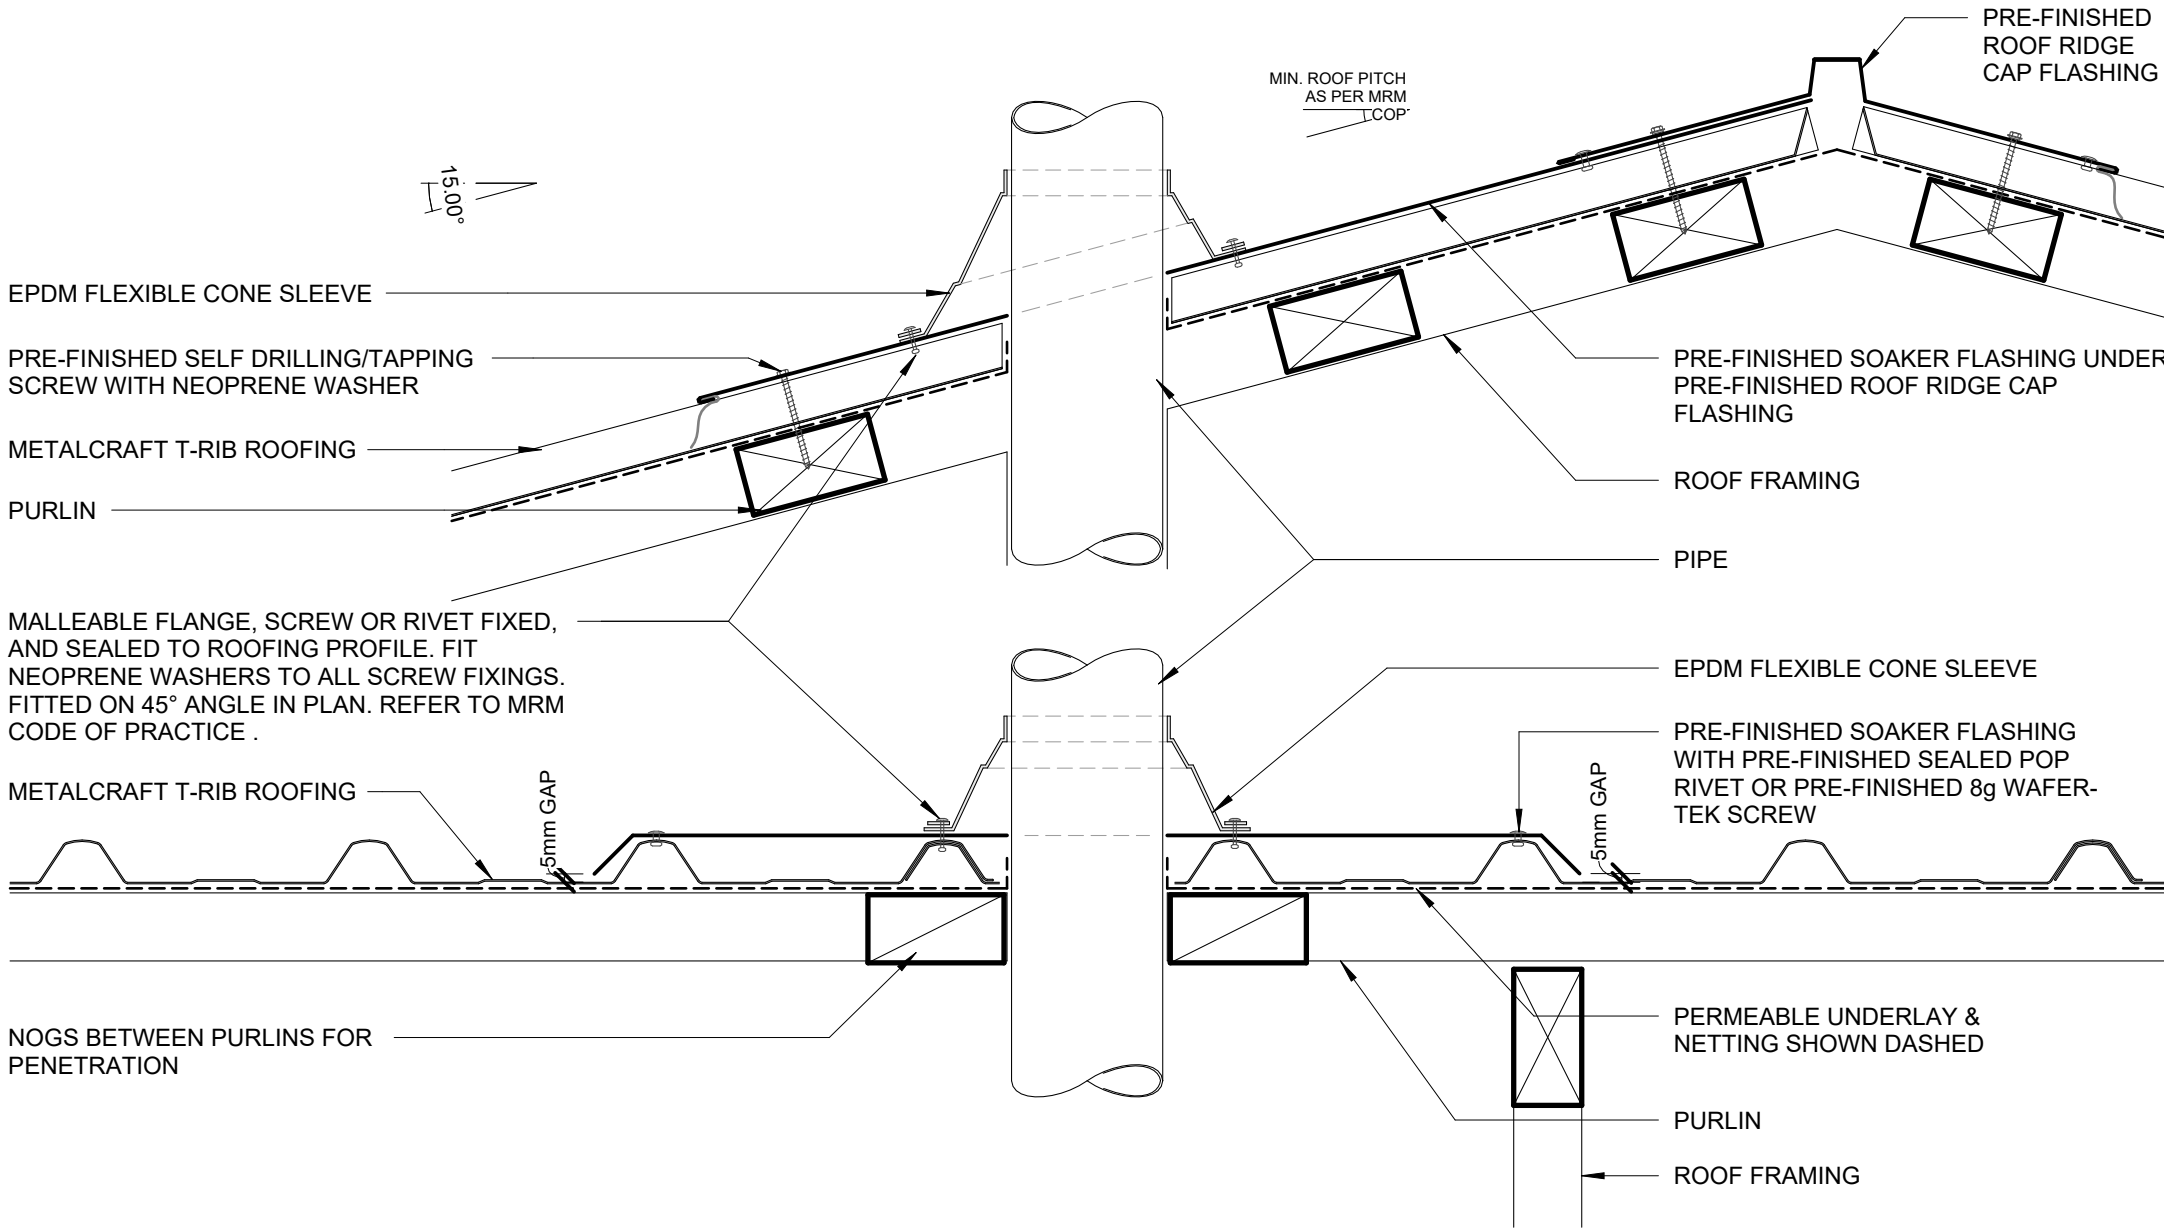 PRE-FINISHED
ROOF RIDGE
CAP FLASHING
MIN. ROOF PITCH
AS PER MRM
COP
15.00°
EPDM FLEXIBLE CONE SLEEVE
PRE-FINISHED SELF DRILLING/TAPPING
SCREW WITH NEOPRENE WASHER
METALCRAFT T-RIB ROOFING
PURLIN
MALLEABLE FLANGE, SCREW OR RIVET FIXED,
AND SEALED TO ROOFING PROFILE. FIT
NEOPRENE WASHERS TO ALL SCREW FIXINGS.
FITTED ON 45° ANGLE IN PLAN. REFER TO MRM
CODE OF PRACTICE .
METALCRAFT T-RIB ROOFING
5mm GAP
NOGS BETWEEN PURLINS FOR
PENETRATION
PRE-FINISHED SOAKER FLASHING UNDER
PRE-FINISHED ROOF RIDGE CAP
FLASHING
ROOF FRAMING
PIPE
EPDM FLEXIBLE CONE SLEEVE
PRE-FINISHED SOAKER FLASHING
WITH PRE-FINISHED SEALED POP
RIVET OR PRE-FINISHED 8g WAFER-
TEK SCREW
5mm GAP
PERMEABLE UNDERLAY &
NETTING SHOWN DASHED
PURLIN
ROOF FRAMING